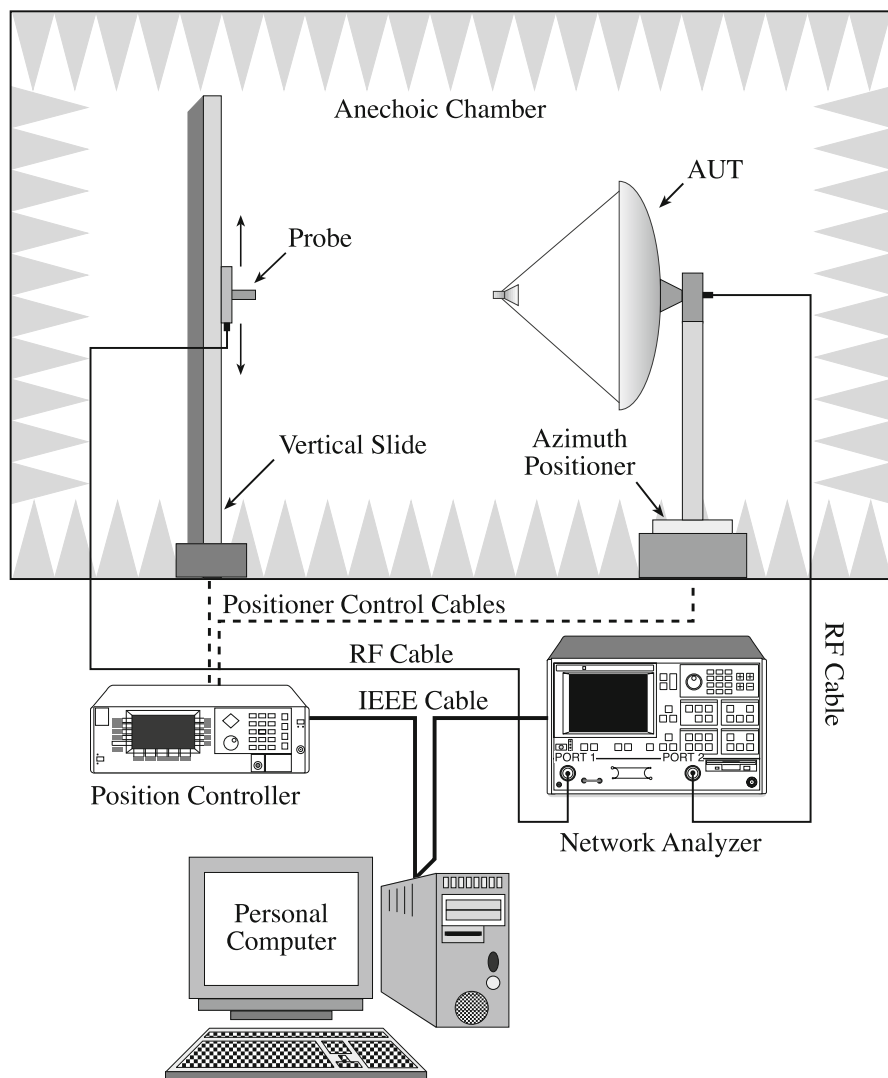 Anechoic Chamber
AUT
Probe
Vertical Slide
Azimuth
Positioner
Positioner Control Cables
RF Cable
RF Cable
IEEE Cable
PORT 1
PORT 2
Position Controller
Network Analyzer
Personal
Computer